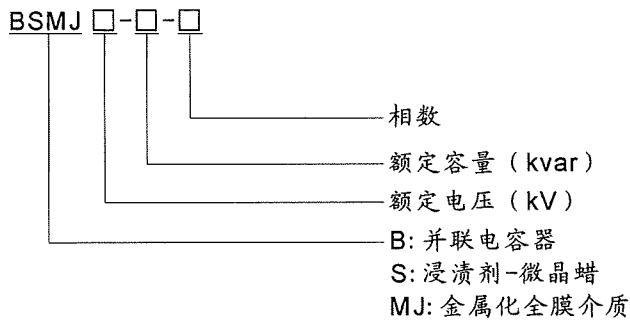 BSMJ □-□-□
相数
额定容量（kvar）
额定电压（kV）
B: 并联电容器
S: 浸渍剂-微晶蜡
MJ: 金属化全膜介质